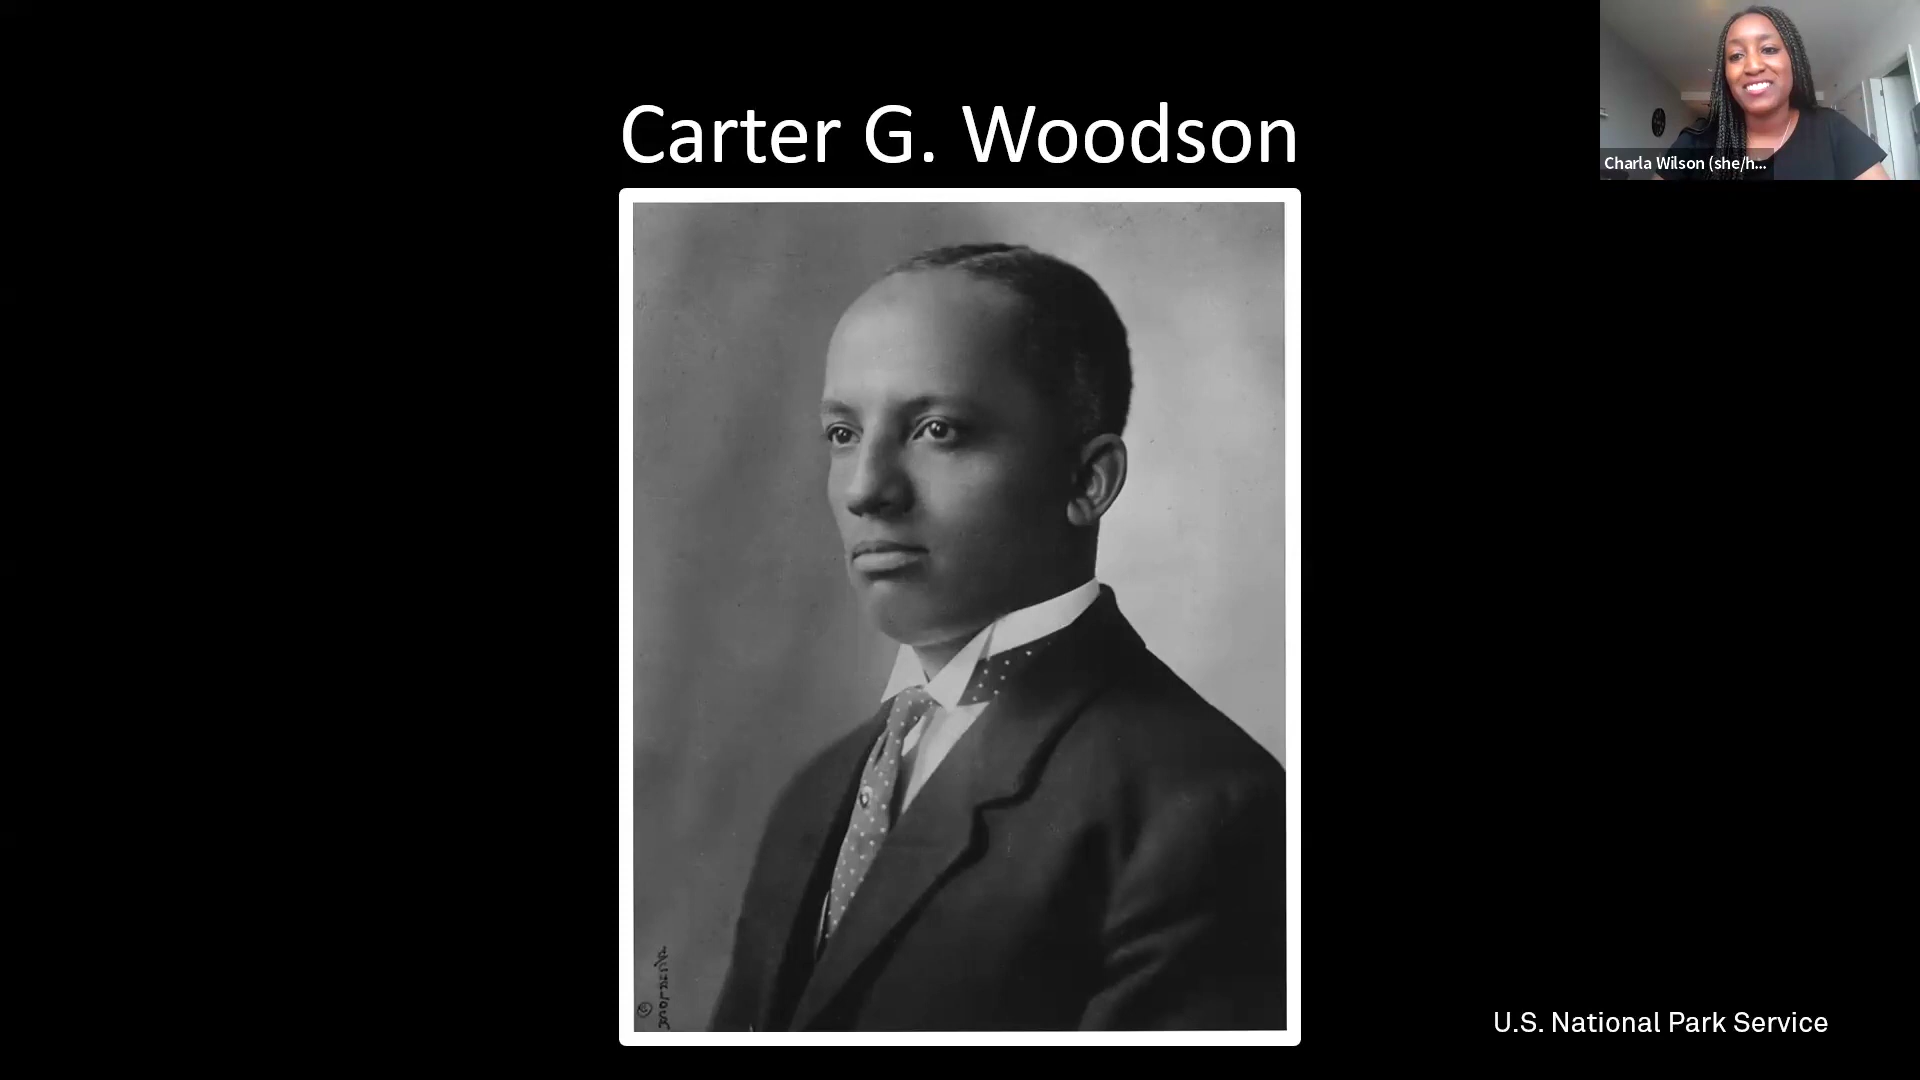 Carter G. Woodson
Charla Wilson (she/h...
U.S. National Park Service